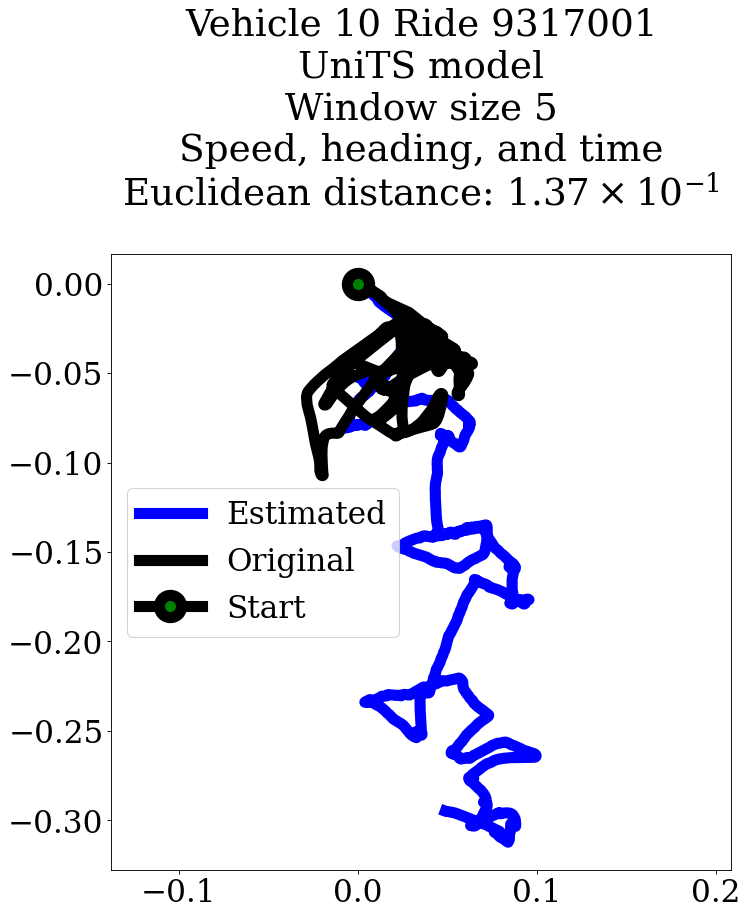 Vehicle 10 Ride 9317001
UniTS model
Window size 5
Speed, heading, and time
Euclidean distance: 1.37 × 10⁻¹
0.00
−0.05
−0.10
−0.15
−0.20
−0.25
−0.30
Estimated
Original
Start
−0.1
0.0
0.1
0.2